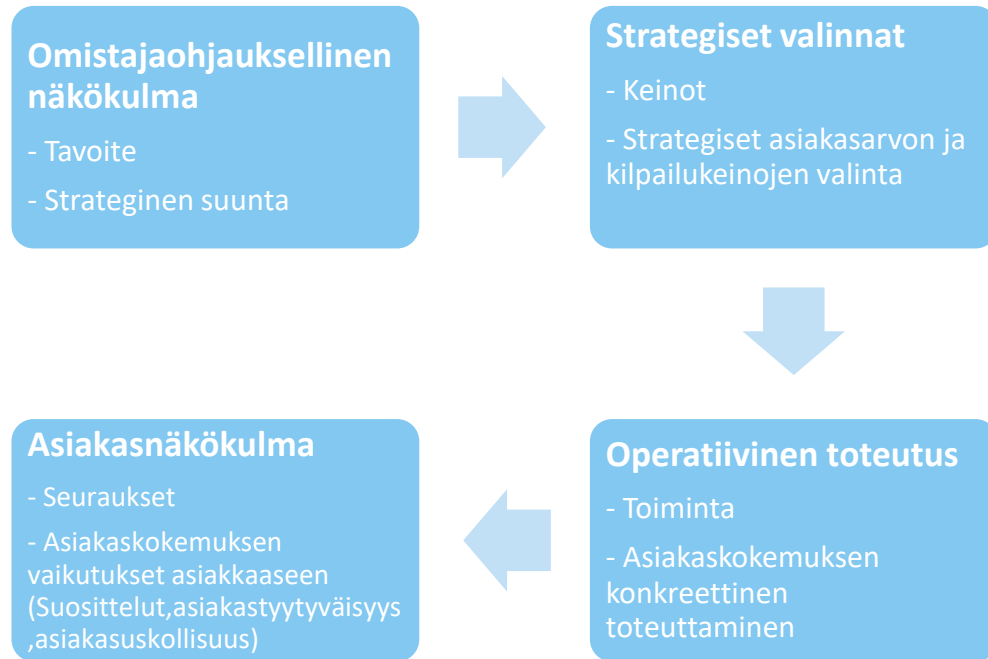 Omistajaohjauksellinen
näkökulma
- Tavoite
- Strateginen suunta
Strategiset valinnat
- Keinot
- Strategiset asiakasarvon ja
kilpailukeinojen valinta
Operatiivinen toteutus
- Toiminta
- Asiakaskokemuksen
konkreettinen
toteuttaminen
Asiakasnäkökulma
- Seuraukset
- Asiakaskokemuksen
vaikutukset asiakkaaseen
(Suosittelut,asiakastyytyväisyys
,asiakasuskollisuus)